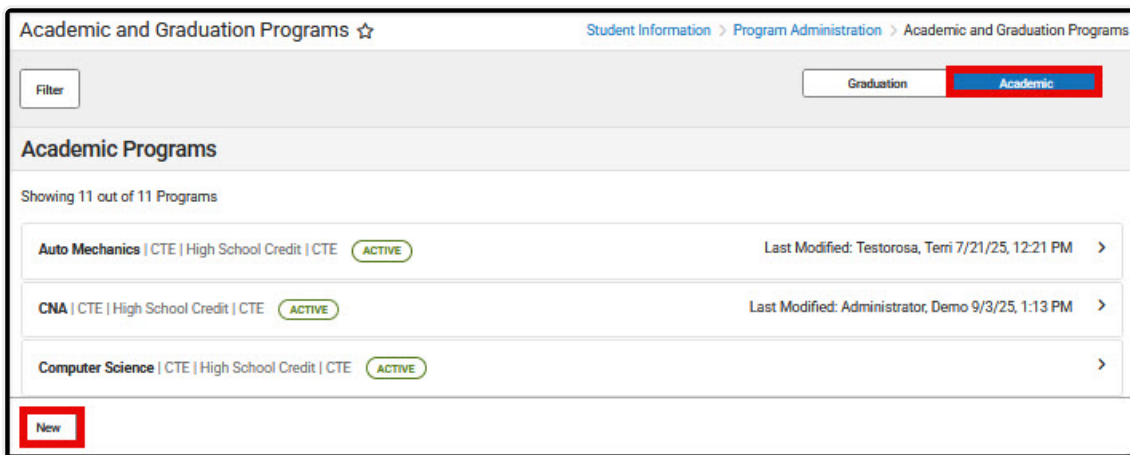 Academic and Graduation Programs
Student Information > Program Administration > Academic and Graduation Programs
Filter
Graduation
Academic
Academic Programs
Showing 11 out of 11 Programs
Auto Mechanics | CTE | High School Credit | CTE ACTIVE Last Modified: Testorosa, Terri 7/21/25, 12:21 PM
CNA | CTE | High School Credit | CTE ACTIVE Last Modified: Administrator, Demo 9/3/25, 1:13 PM
Computer Science | CTE | High School Credit | CTE ACTIVE
New